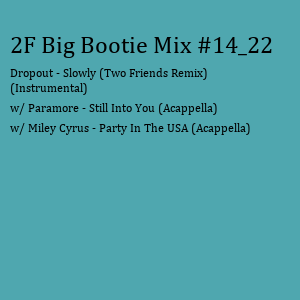 2F Big Bootie Mix #14_22
Dropout - Slowly (Two Friends Remix)
(Instrumental)
w/ Paramore - Still Into You (Acappella)
w/ Miley Cyrus - Party In The USA (Acappella)